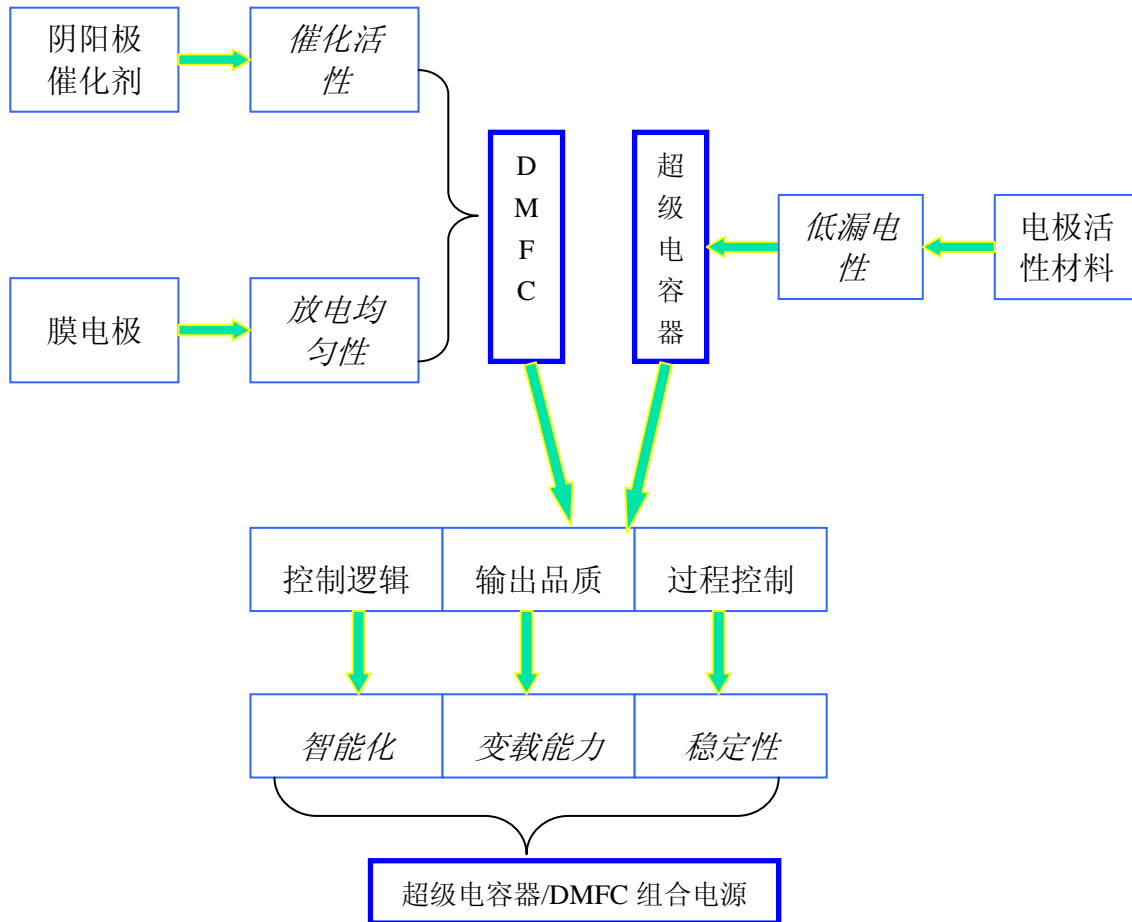 阴阳极
催化剂
催化活
性
D
M
F
C
超
级
电
容
器
低漏电
性
电极活
性材料
膜电极
放电均
匀性
控制逻辑
输出品质
过程控制
智能化
变载能力
稳定性
超级电容器/DMFC 组合电源